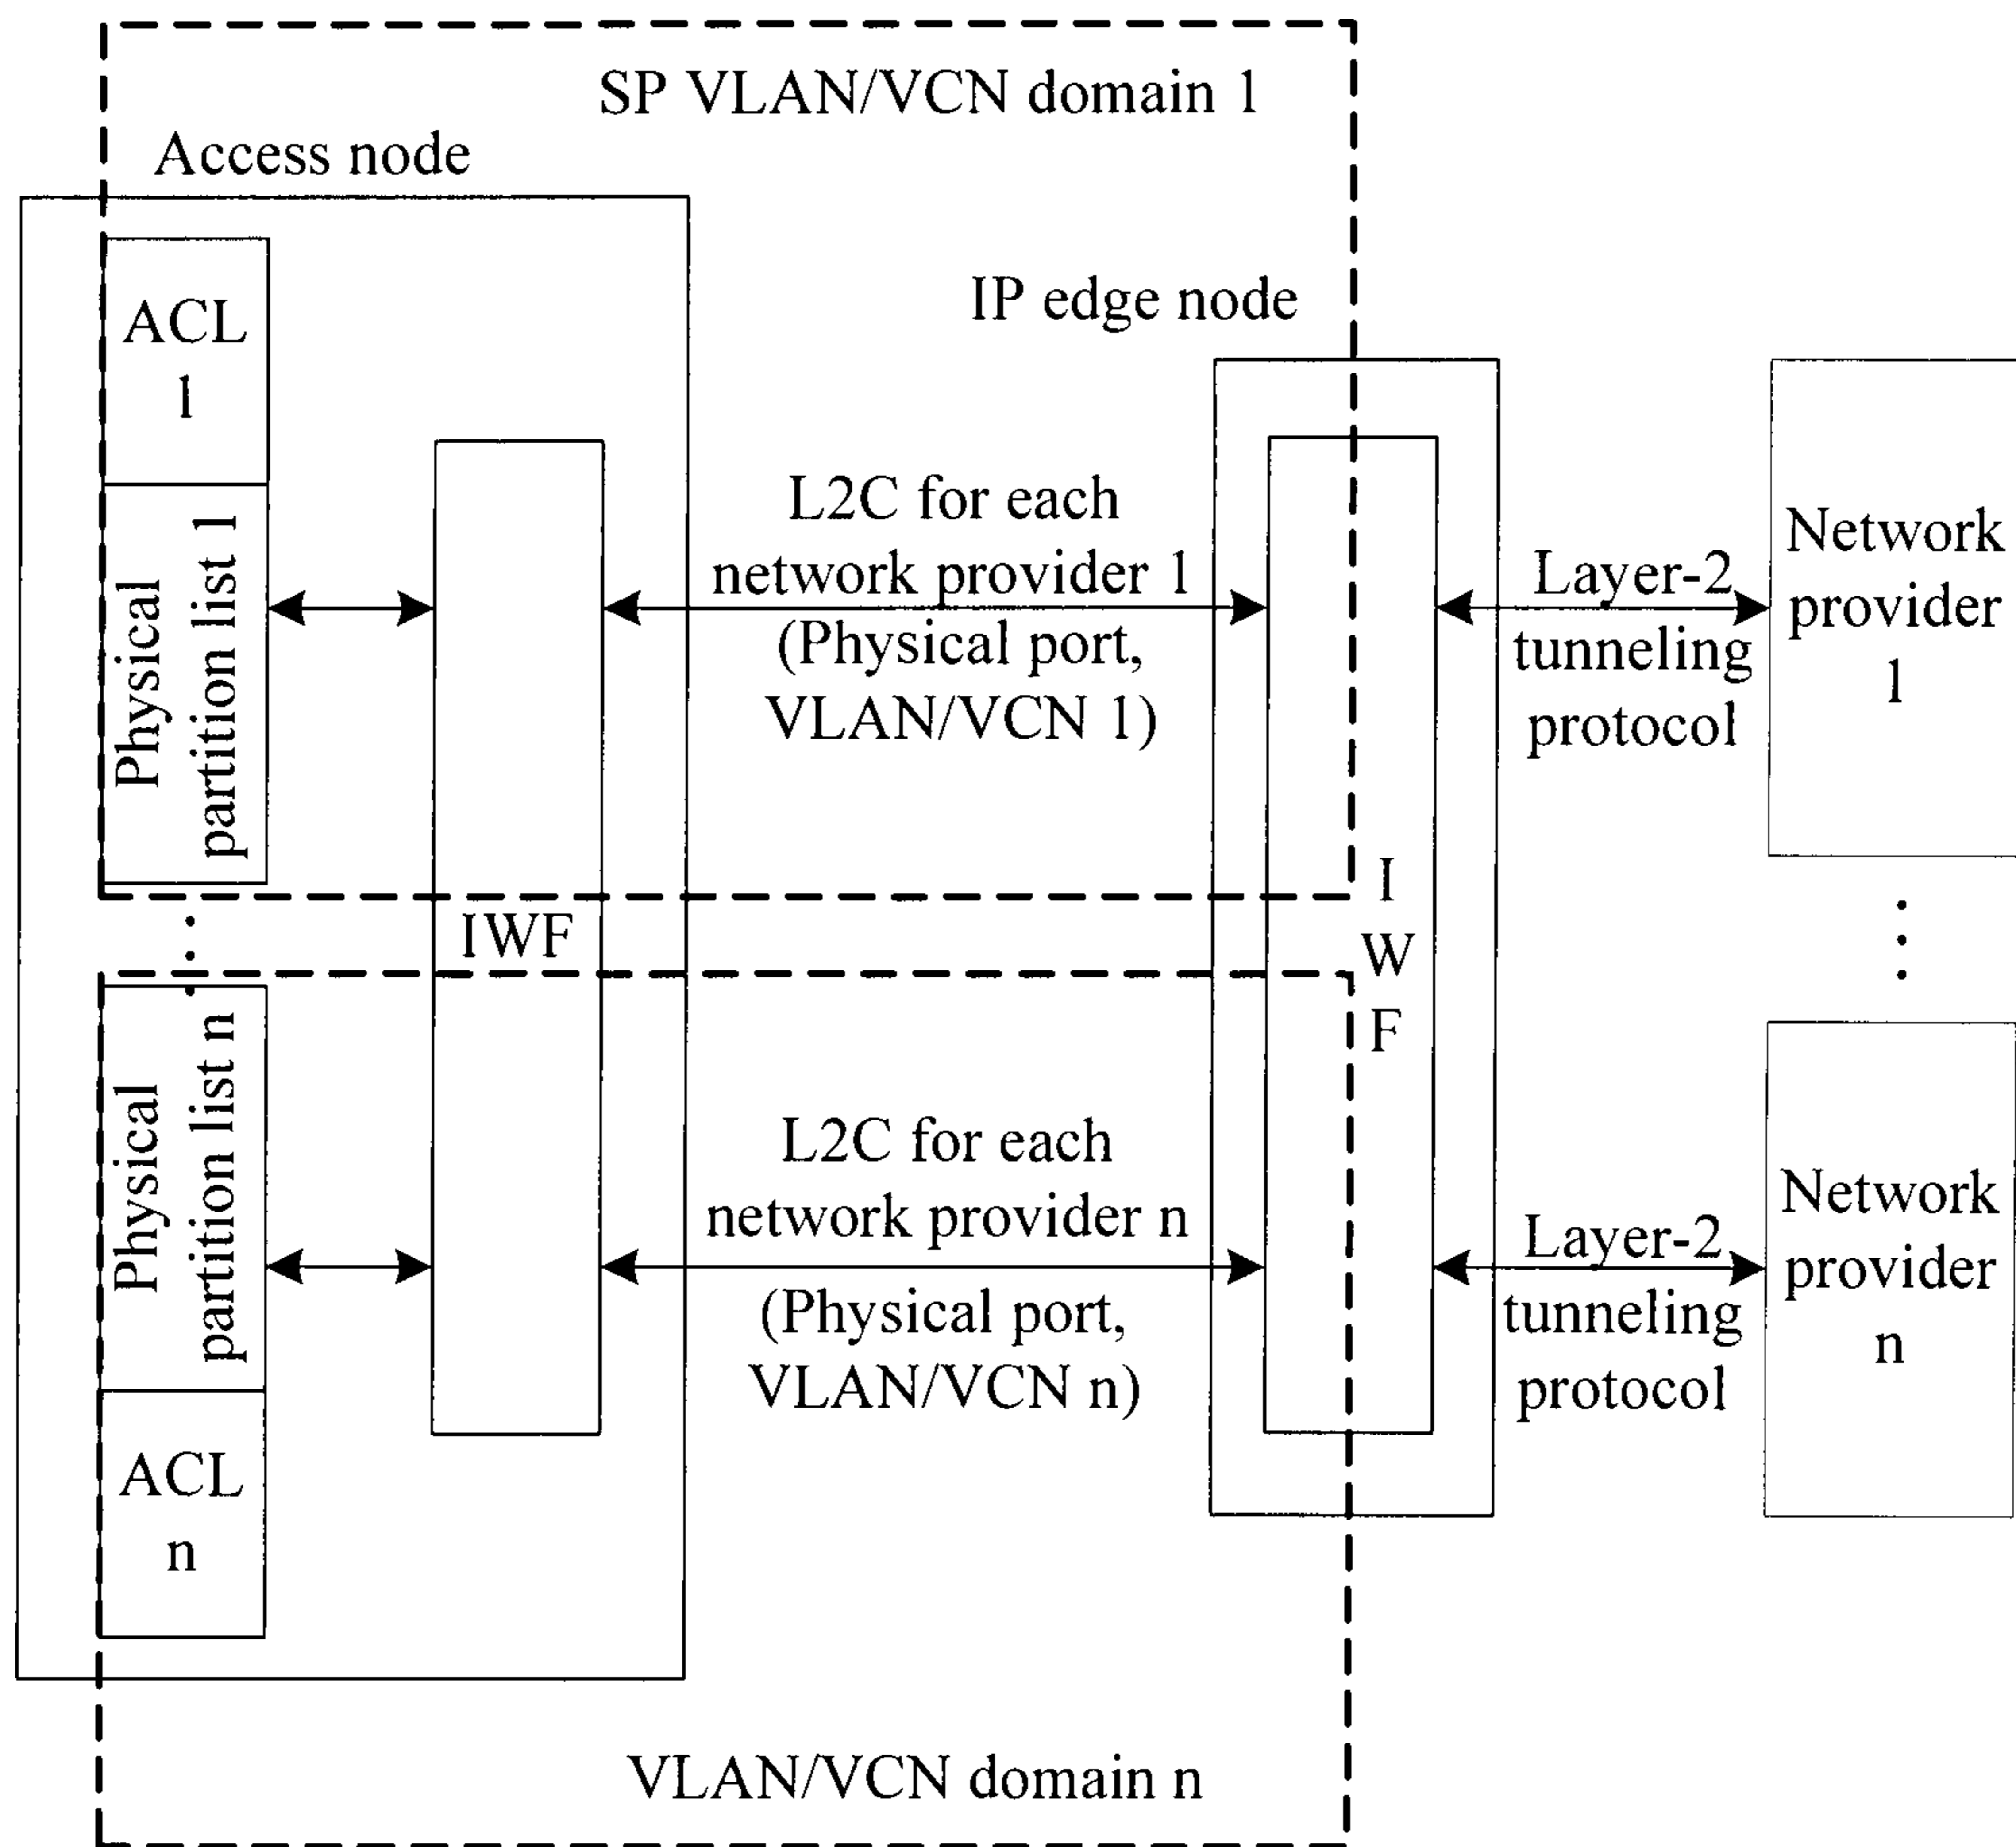 SP VLAN/VCN domain 1
Access node
IP edge node
ACL
1
Physical
partition list 1
L2C for each
network provider 1
(Physical port,
VLAN/VCN 1)
Layer-2
tunneling
protocol
Network
provider
1
IWF
I
W
F
Physical
partition list n
ACL
n
L2C for each
network provider n
(Physical port,
VLAN/VCN n)
Layer-2
tunneling
protocol
Network
provider
n
VLAN/VCN domain n